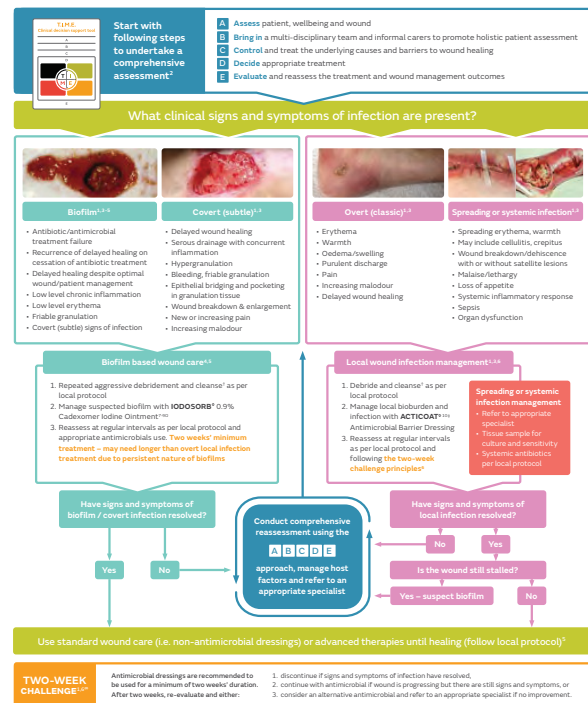 T.I.M.E.
Clinical decision support tool
A
B
C
D
T I
M E
E
Start with
following steps
to undertake a
comprehensive
assessment²
A Assess patient, wellbeing and wound
B Bring in a multi-disciplinary team and informal carers to promote holistic patient assessment
C Control and treat the underlying causes and barriers to wound healing
D Decide appropriate treatment
E Evaluate and reassess the treatment and wound management outcomes
What clinical signs and symptoms of infection are present?
Biofilm
• Antibiotic/antimicrobial
treatment failure
• Recurrence of delayed healing on
cessation of antibiotic treatment
• Delayed healing despite optimal
wound/patient management
• Low level chronic inflammation
• Low level erythema
• Friable granulation
• Covert (subtle) signs of infection
Covert (subtle)
• Delayed wound healing
• Serous drainage with concurrent
inflammation
• Hypergranulation
• Bleeding, friable granulation
• Epithelial bridging and pocketing
in granulation tissue
• Wound breakdown & enlargement
• New or increasing pain
• Increasing malodour
Overt (classic)
• Erythema
• Warmth
• Oedema/swelling
• Purulent discharge
• Pain
• Increasing malodour
• Delayed wound healing
Spreading or systemic infection
• Spreading erythema, warmth
• May include cellulitis, crepitus
• Wound breakdown/dehiscence
with or without satellite lesions
• Malaise/lethargy
• Loss of appetite
• Systemic inflammatory response
• Sepsis
• Organ dysfunction
Biofilm based wound care
1. Repeated aggressive debridement and cleanse as per
local protocol
2. Manage suspected biofilm with IODOSORB 0.9%
Cadexomer Iodine Ointment
3. Reassess at regular intervals as per local protocol and
appropriate antimicrobials use. Two weeks' minimum
treatment – may need longer than overt local infection
treatment due to persistent nature of biofilms
Local wound infection management
1. Debride and cleanse as per
local protocol
2. Manage local bioburden and
infection with ACTICOAT
Antimicrobial Barrier Dressing
3. Reassess at regular intervals
as per local protocol and
following the two-week
challenge principles
Spreading or systemic
infection management
• Refer to appropriate
specialist
• Tissue sample for
culture and sensitivity
• Systemic antibiotics
per local protocol
Have signs and symptoms of
biofilm / covert infection resolved?
Yes
No
Conduct comprehensive
reassessment using the
A B C D E
approach, manage host
factors and refer to an
appropriate specialist
Have signs and symptoms of
local infection resolved?
No
Yes
Is the wound still stalled?
Yes – suspect biofilm
No
Use standard wound care (i.e. non-antimicrobial dressings) or advanced therapies until healing (follow local protocol)⁵
TWO-WEEK
CHALLENGE
Antimicrobial dressings are recommended to
be used for a minimum of two weeks' duration.
After two weeks, re-evaluate and either:
1. discontinue if signs and symptoms of infection have resolved,
2. continue with antimicrobial if wound is progressing but there are still signs and symptoms, or
3. consider an alternative antimicrobial and refer to an appropriate specialist if no improvement.